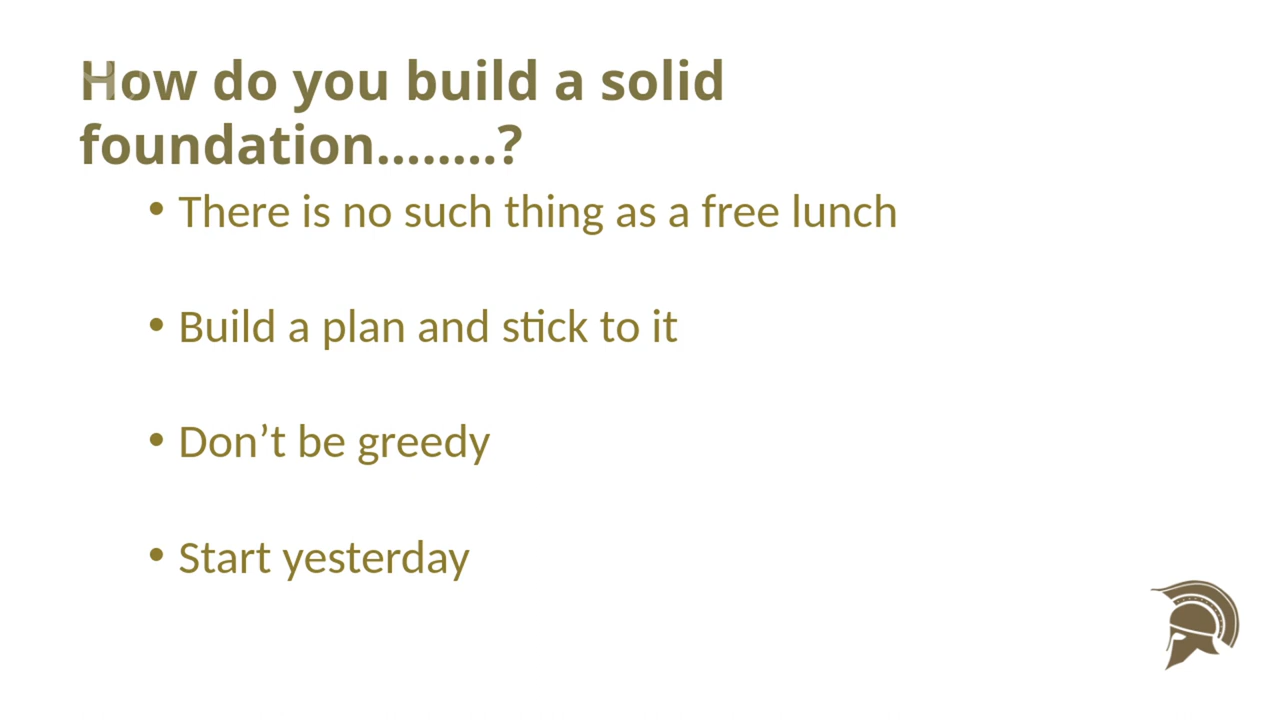 How do you build a solid
foundation........?
• There is no such thing as a free lunch
• Build a plan and stick to it
• Don’t be greedy
• Start yesterday